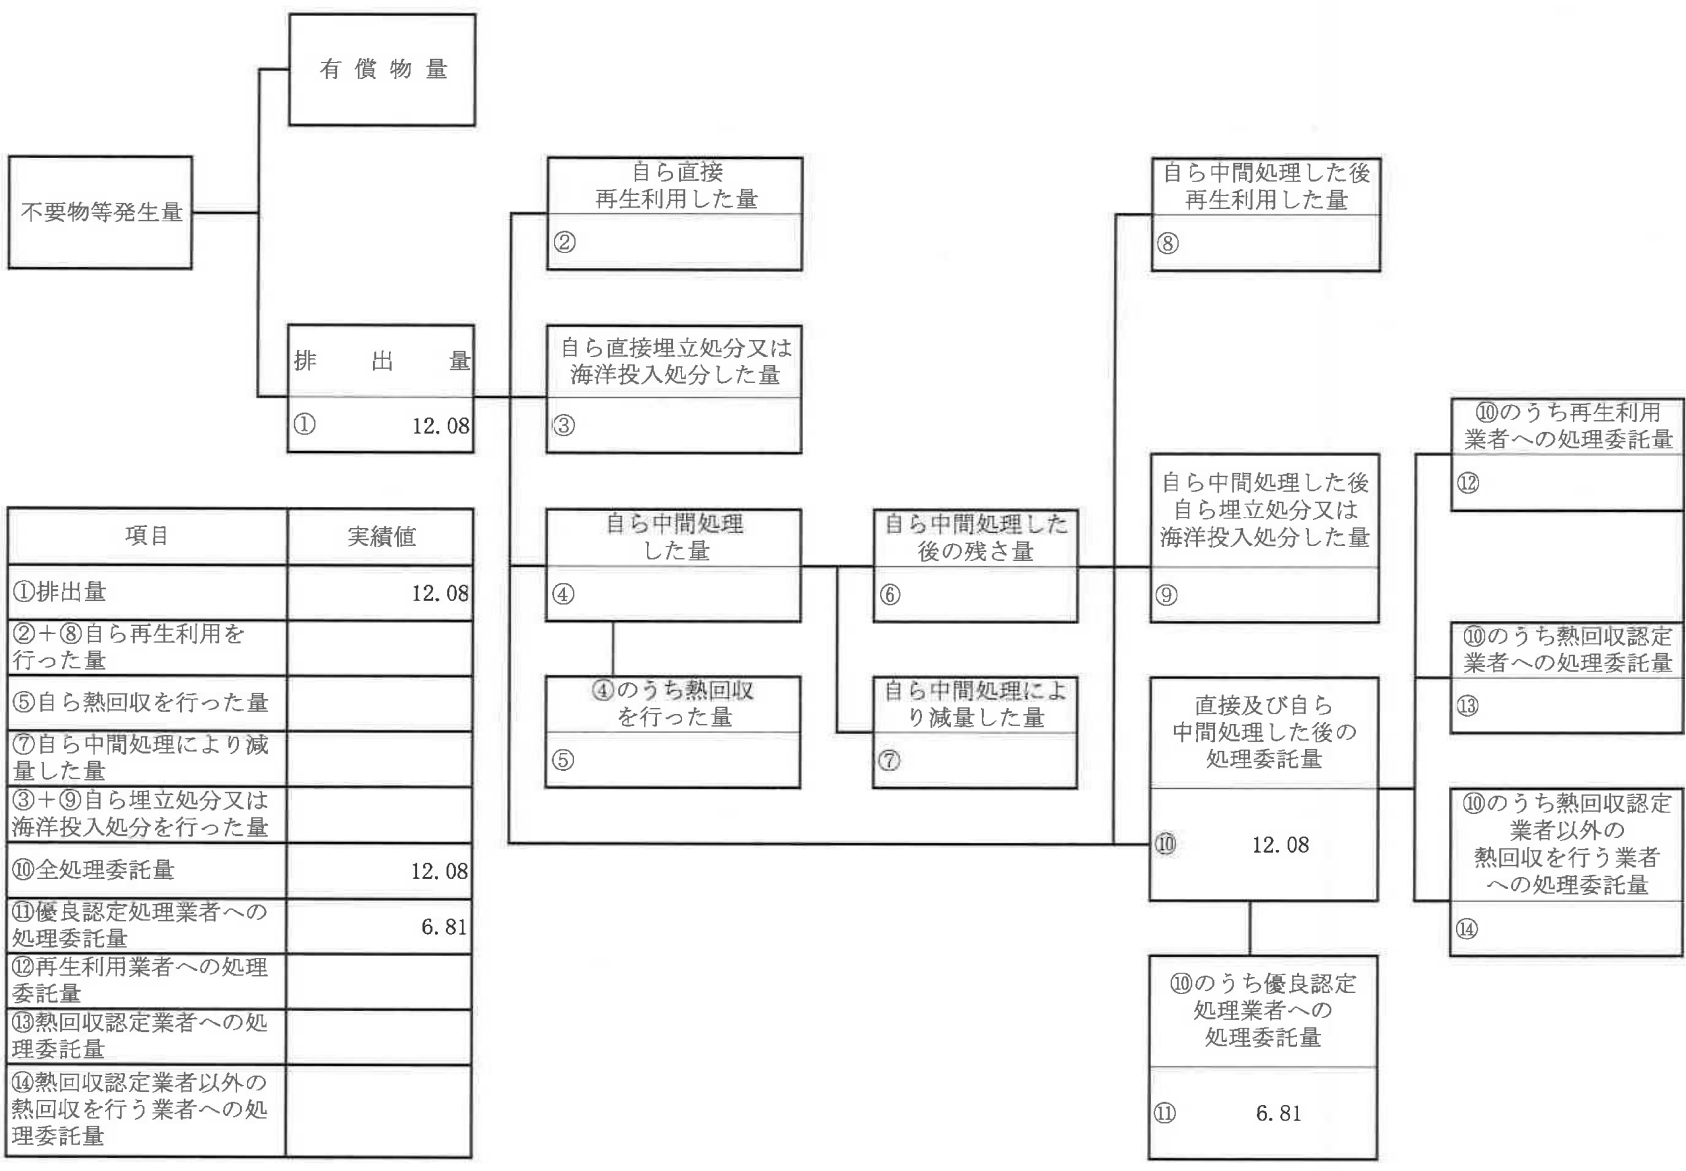 有償物量
不要物等発生量
自ら直接
再生利用した量
②
自ら中間処理した後
再生利用した量
⑧
排出量
① 12.08
自ら直接埋立処分又は
海洋投入処分した量
③
⑩のうち再生利用
業者への処理委託量
⑫
自ら中間処理した後
自ら埋立処分又は
海洋投入処分した量
⑨
自ら中間処理
した量
④
自ら中間処理した
後の残さ量
⑥
⑩のうち熱回収認定
業者への処理委託量
⑬
④のうち熱回収
を行った量
⑤
自ら中間処理によ
り減量した量
⑦
直接及び自ら
中間処理した後の
処理委託量
⑩ 12.08
⑩のうち熱回収認定
業者以外の
熱回収を行う業者
への処理委託量
⑭
⑩のうち優良認定
処理業者への
処理委託量
⑪ 6.81
項目 実績値
①排出量 12.08
②＋⑧自ら再生利用を
行った量
⑤自ら熱回収を行った量
⑦自ら中間処理により減
量した量
③＋⑨自ら埋立処分又は
海洋投入処分を行った量
⑩全処理委託量 12.08
⑪優良認定処理業者への
処理委託量 6.81
⑫再生利用業者への処理
委託量
⑬熱回収認定業者への処
理委託量
⑭熱回収認定業者以外の
熱回収を行う業者への処
理委託量